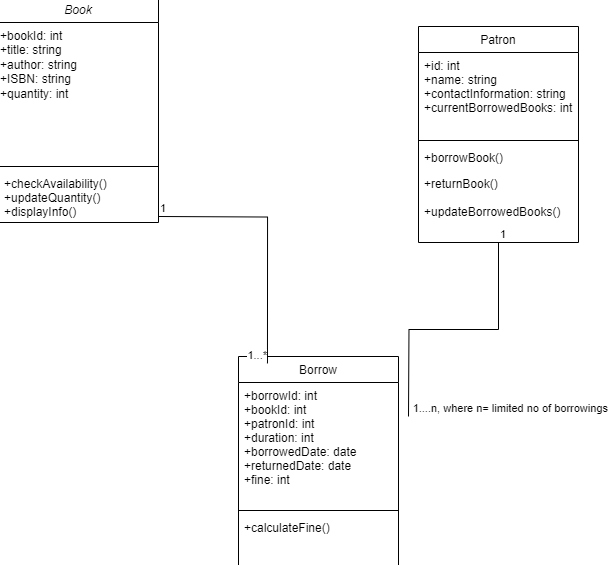 Book
+bookId: int
+title: string
+author: string
+ISBN: string
+quantity: int
+checkAvailability()
+updateQuantity()
+displayInfo()
1
Patron
+id: int
+name: string
+contactInformation: string
+currentBorrowedBooks: int
+borrowBook()
+returnBook()
+updateBorrowedBooks()
1
1...*
Borrow
+borrowId: int
+bookId: int
+patronId: int
+duration: int
+borrowedDate: date
+returnedDate: date
+fine: int
+calculateFine()
1....n, where n= limited no of borrowings